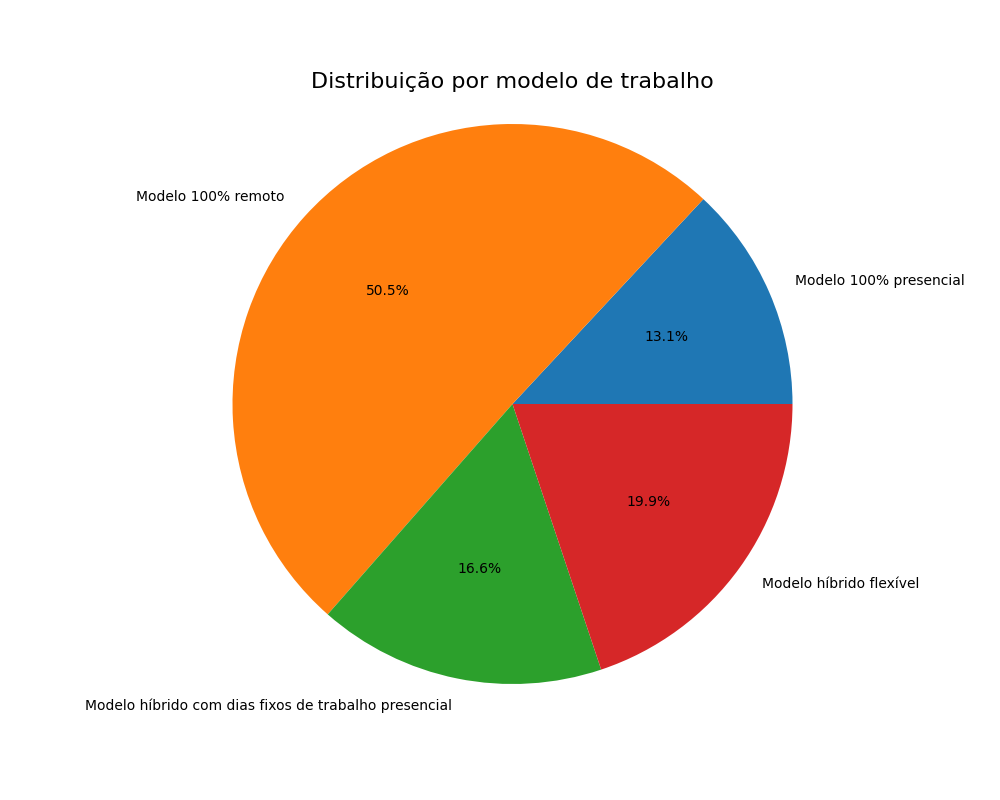 Distribuição por modelo de trabalho
Modelo 100% remoto
Modelo 100% presencial
50.5%
13.1%
19.9%
16.6%
Modelo híbrido flexível
Modelo híbrido com dias fixos de trabalho presencial